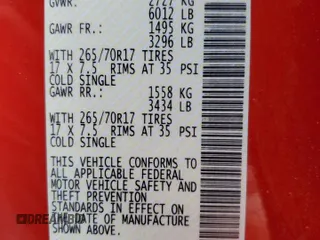 GVWR: 2727 KG
6012 LB
GAWR FR.: 1495 KG
3296 LB
WITH 265/70R17 TIRES
17 X 7.5 RIMS AT 35 PSI
COLD SINGLE
GAWR RR.: 1558 KG
3434 LB
WITH 265/70R17 TIRES
17 X 7.5 RIMS AT 35 PSI
COLD SINGLE
THIS VEHICLE CONFORMS TO
ALL APPLICABLE FEDERAL
MOTOR VEHICLE SAFETY AND
THEFT PREVENTION
STANDARDS IN EFFECT ON
THE DATE OF MANUFACTURE
SHOWN ABOVE.